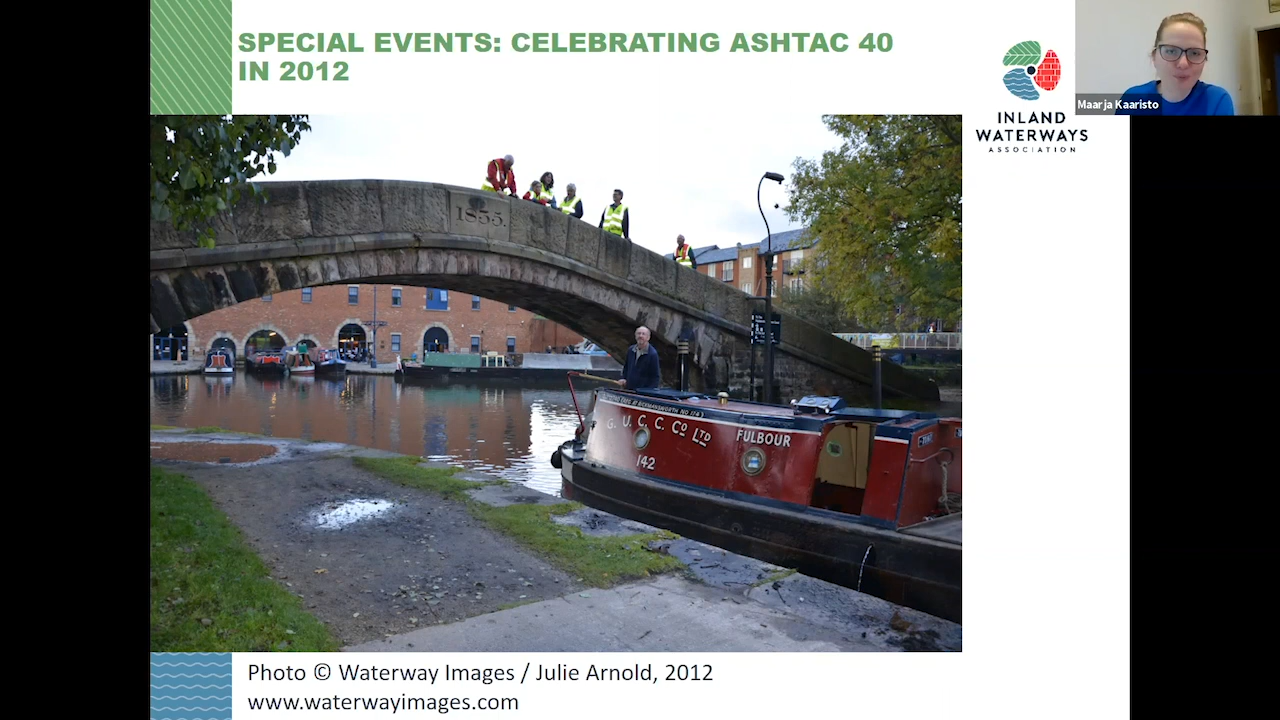 SPECIAL EVENTS: CELEBRATING ASHTAC 40
IN 2012
INLAND
WATERWAYS
ASSOCIATION
Maarja Kaaristo
1835.
G. U. C. C. Co LTD
FULBOUR
142
Photo © Waterway Images / Julie Arnold, 2012
www.waterwayimages.com